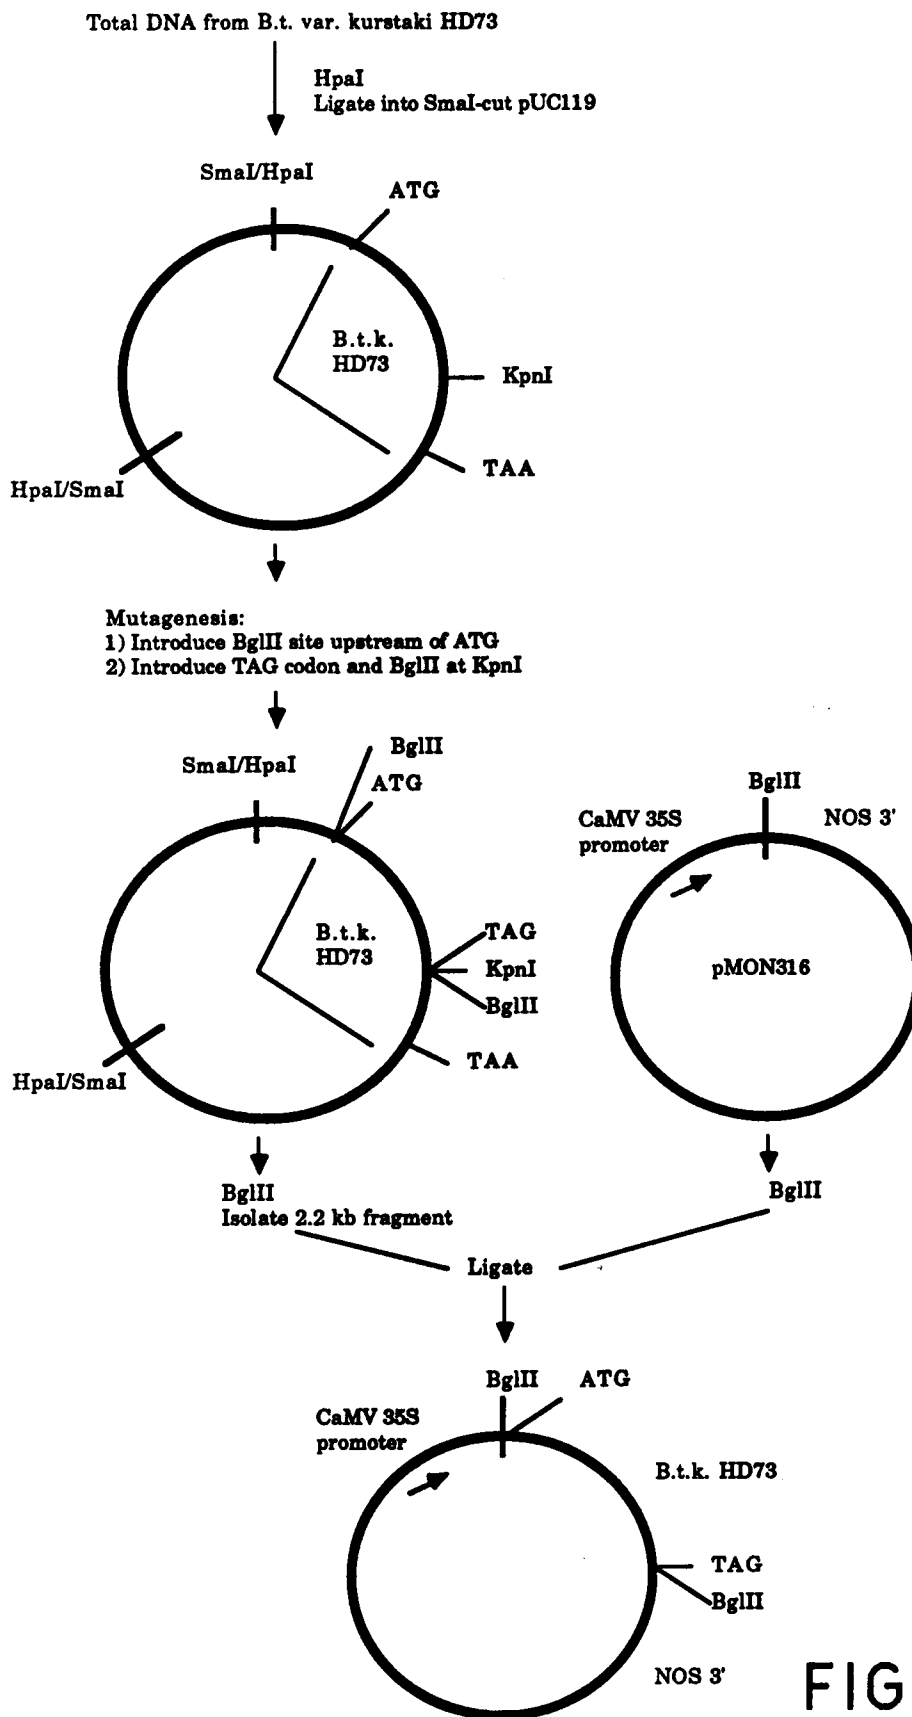 Total DNA from B.t. var. kurstaki HD73
HpaI
Ligate into SmaI-cut pUC119
SmaI/HpaI
ATG
B.t.k.
HD73
KpnI
TAA
HpaI/SmaI
Mutagenesis:
1) Introduce BglII site upstream of ATG
2) Introduce TAG codon and BglII at KpnI
BglII
SmaI/HpaI
ATG
BglII
CaMV 35S
promoter
NOS 3'
B.t.k.
HD73
TAG
KpnI
BglII
pMON316
TAA
HpaI/SmaI
BglII
Isolate 2.2 kb fragment
BglII
Ligate
BglII
ATG
CaMV 35S
promoter
B.t.k. HD73
TAG
BglII
NOS 3'
FIG